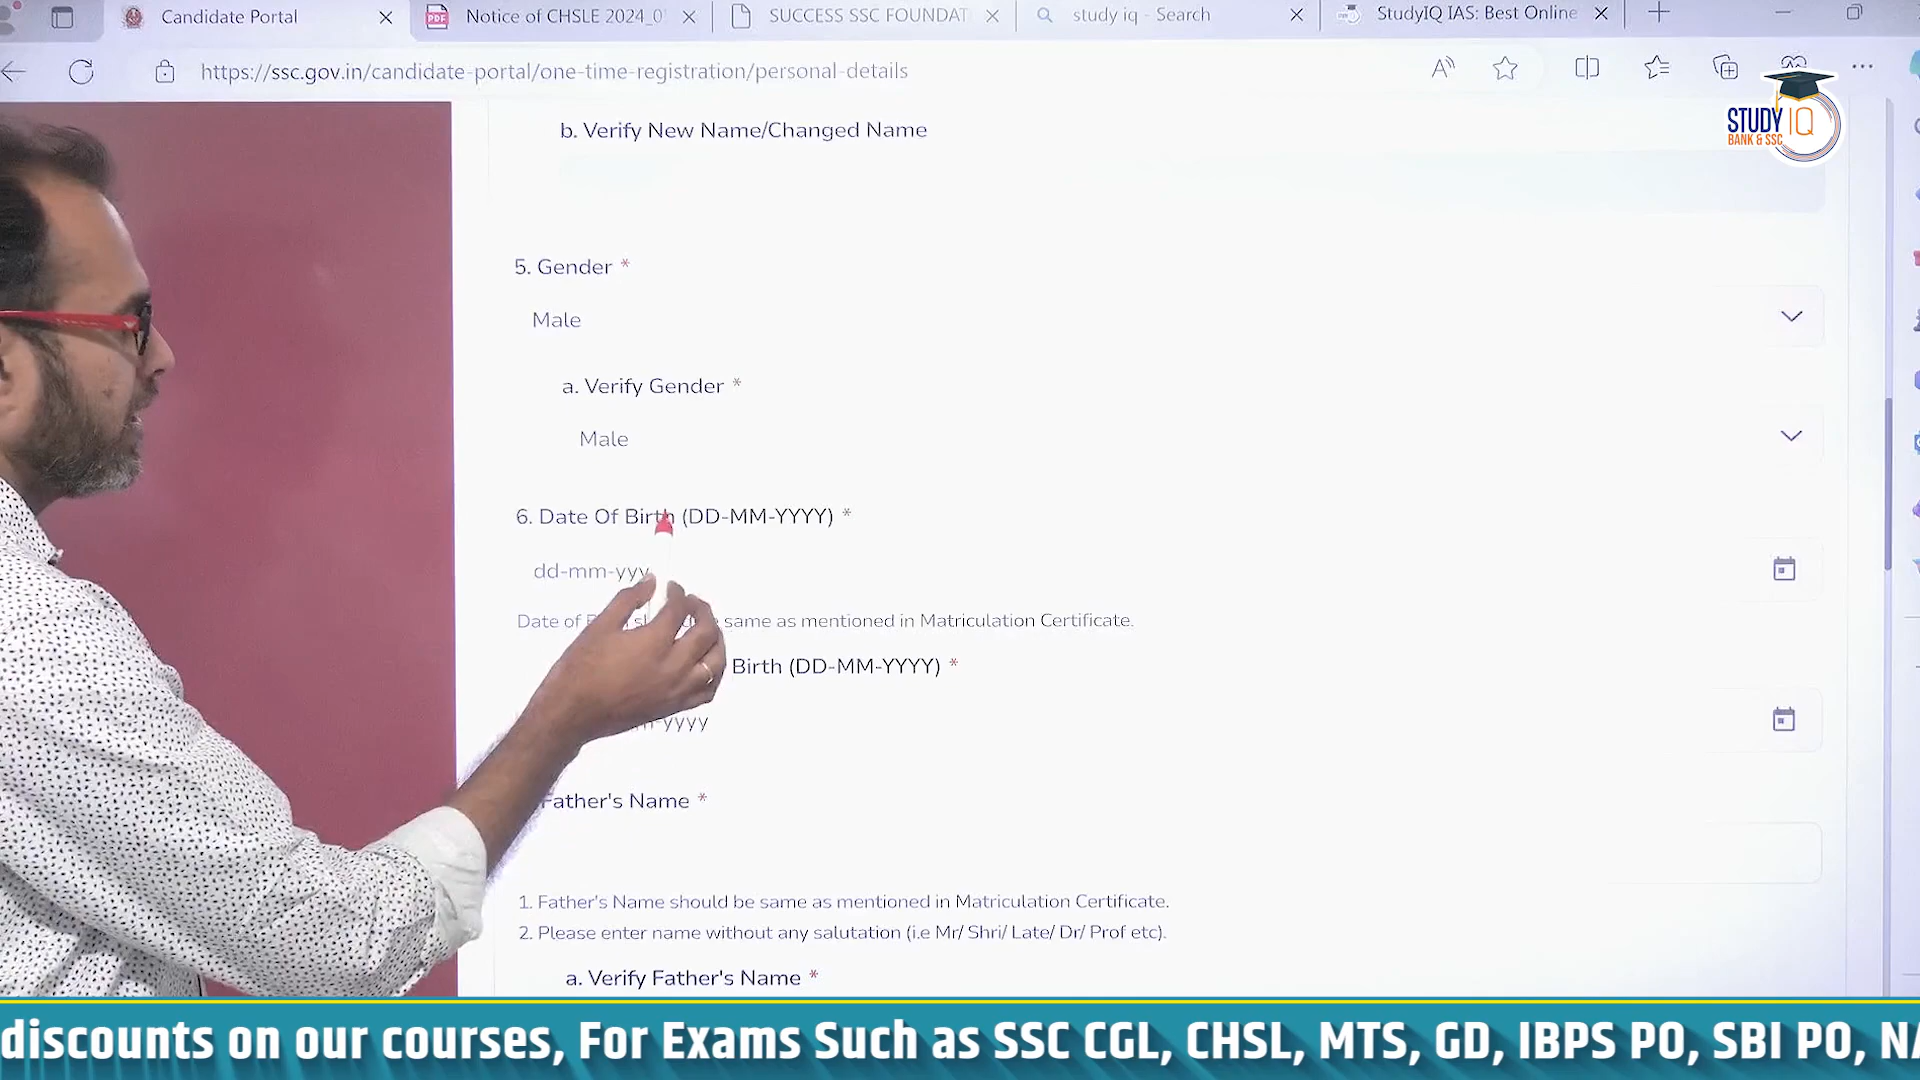 Candidate Portal
Notice of CHSLE 2024_0
SUCCESS SSC FOUNDAT
study iq - Search
StudyIQ IAS: Best Online
https://ssc.gov.in/candidate-portal/one-time-registration/personal-details
STUDY IQ
BANK & SSC
b. Verify New Name/Changed Name
5. Gender *
Male
a. Verify Gender *
Male
6. Date Of Birth (DD-MM-YYYY) *
dd-mm-yyy
Date of same as mentioned in Matriculation Certificate.
Birth (DD-MM-YYYY) *
-yyyy
Father's Name *
1. Father's Name should be same as mentioned in Matriculation Certificate.
2. Please enter name without any salutation (i.e Mr/ Shri/ Late/ Dr/ Prof etc).
a. Verify Father's Name *
discounts on our courses, For Exams Such as SSC CGL, CHSL, MTS, GD, IBPS PO, SBI PO, NA